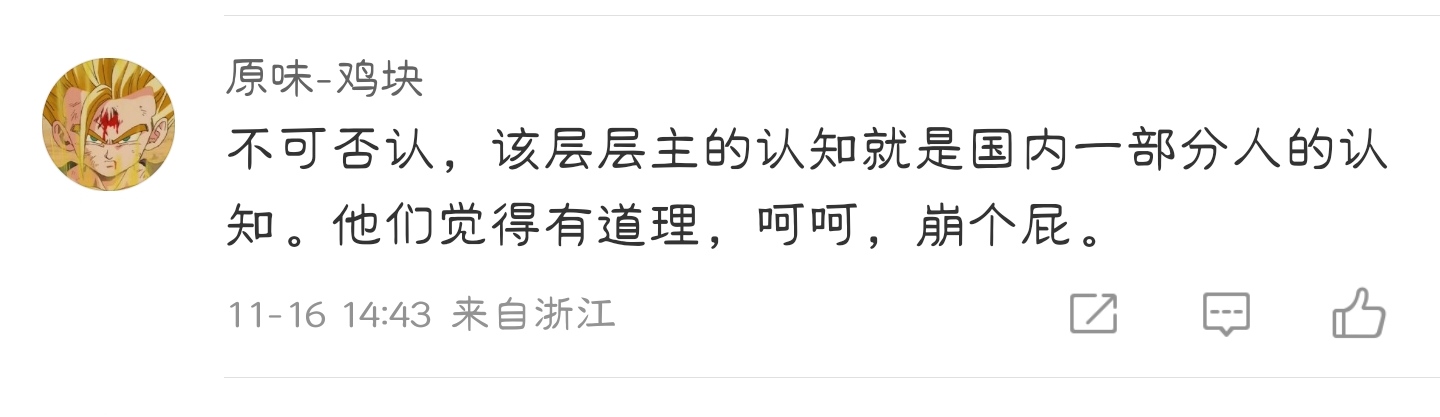 原味-鸡块
不可否认，该层层主的认知就是国内一部分人的认
知。他们觉得有道理，呵呵，崩个屁。
11-16 14:43 来自浙江